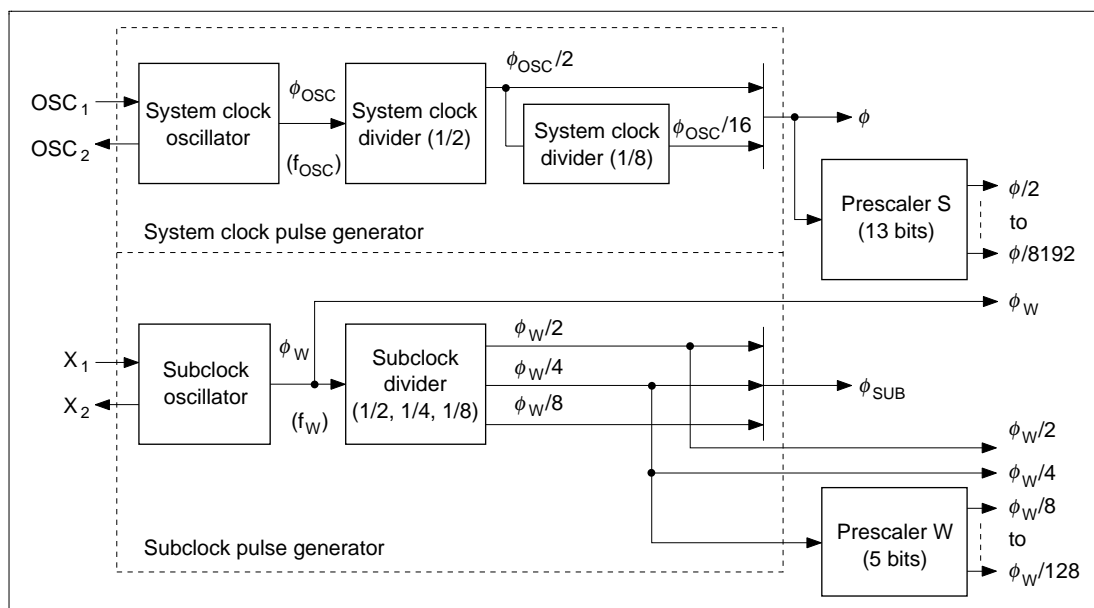 OSC1
OSC2
System clock
oscillator
ϕOSC
(fOSC)
System clock
divider (1/2)
ϕOSC/2
System clock
divider (1/8)
ϕOSC/16
ϕ
Prescaler S
(13 bits)
ϕ/2
to
ϕ/8192
System clock pulse generator
X1
X2
Subclock
oscillator
ϕW
(fW)
Subclock
divider
(1/2, 1/4, 1/8)
ϕW/2
ϕW/4
ϕW/8
ϕW
ϕSUB
ϕW/2
ϕW/4
Prescaler W
(5 bits)
ϕW/8
to
ϕW/128
Subclock pulse generator